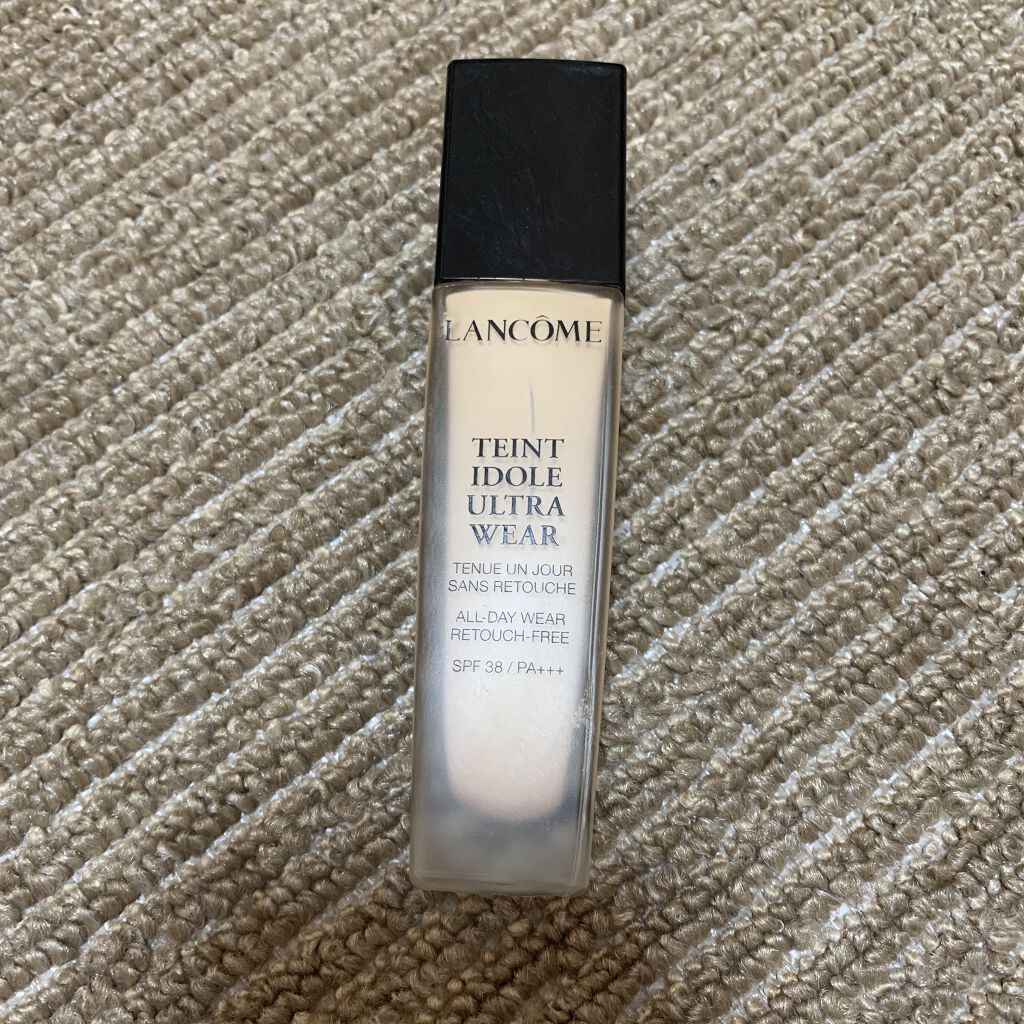 LANCÔME
TEINT
IDOLE
ULTRA
WEAR
TENUE UN JOUR
SANS RETOUCHE
ALL-DAY WEAR
RETOUCH-FREE
SPF 38 / PA+++